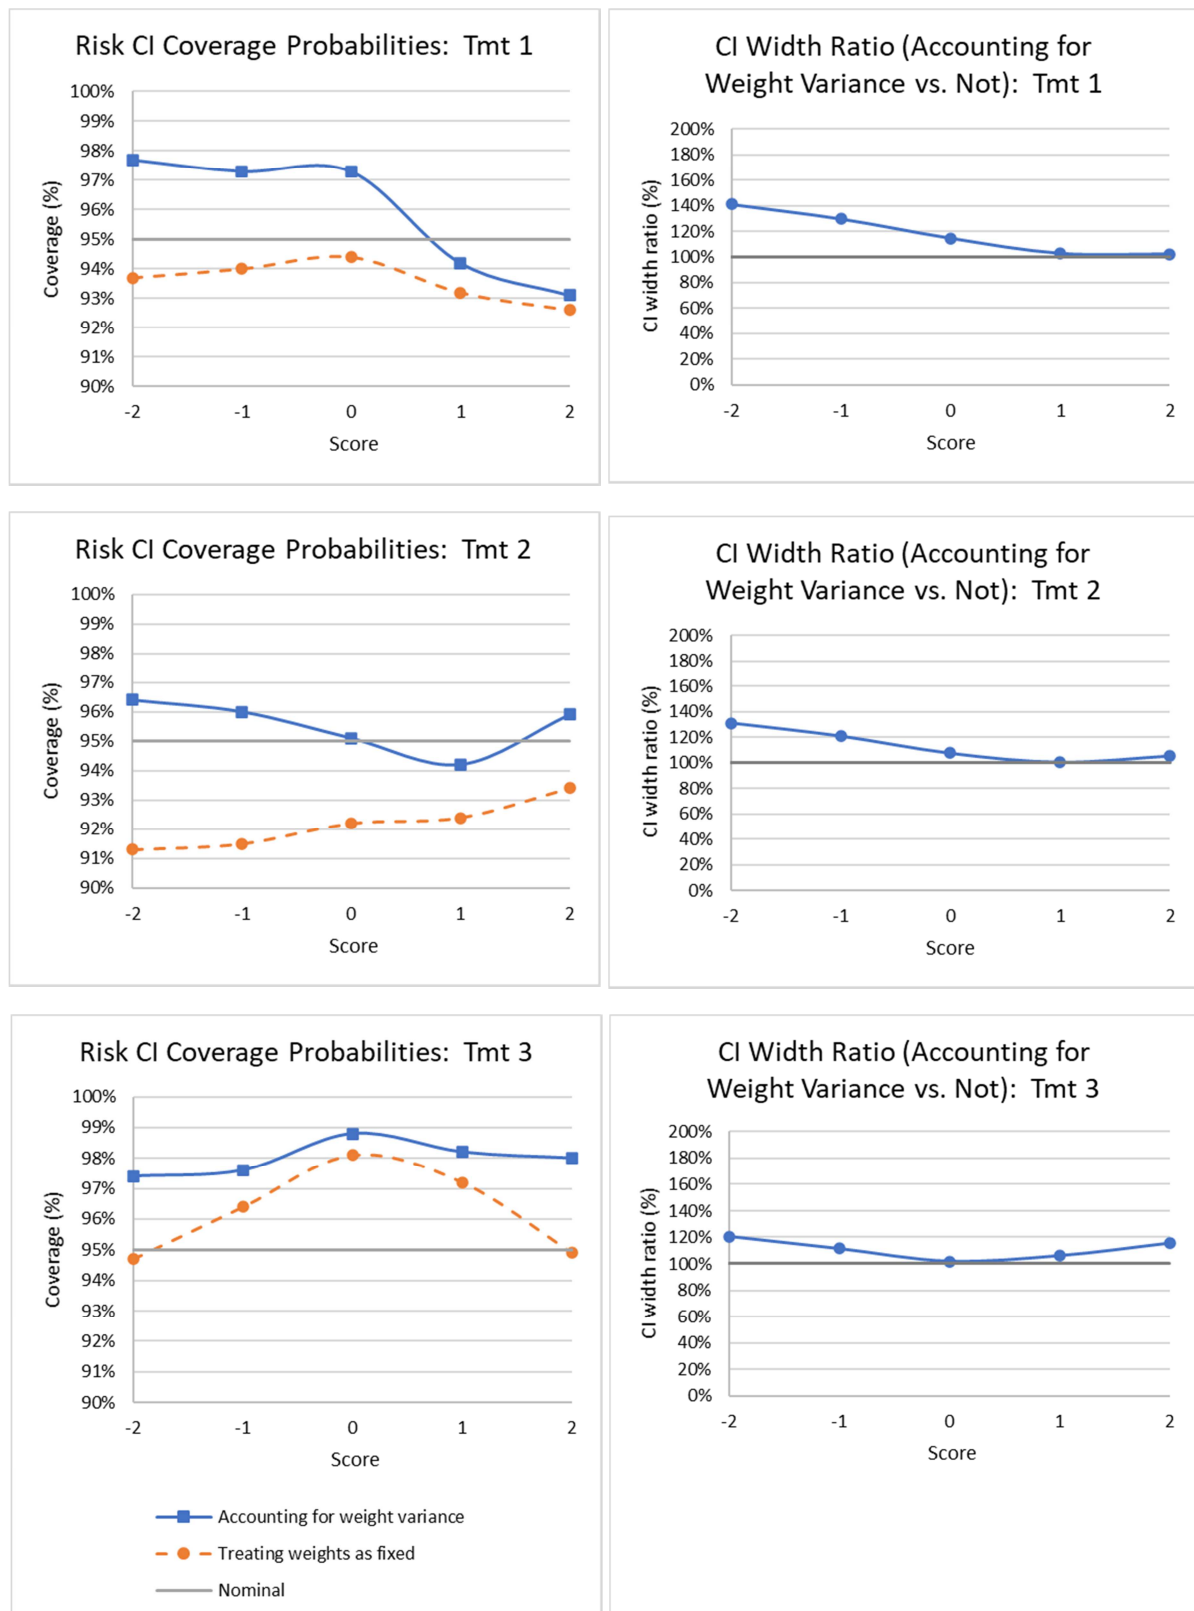 Risk CI Coverage Probabilities: Tmt 1
100%
99%
98%
97%
96%
95%
94%
93%
92%
91%
90%
Coverage (%)
-2 -1 0 1 2
Score
CI Width Ratio (Accounting for
Weight Variance vs. Not): Tmt 1
200%
180%
160%
140%
120%
100%
80%
60%
40%
20%
0%
CI width ratio (%)
-2 -1 0 1 2
Score
Risk CI Coverage Probabilities: Tmt 2
100%
99%
98%
97%
96%
95%
94%
93%
92%
91%
90%
Coverage (%)
-2 -1 0 1 2
Score
CI Width Ratio (Accounting for
Weight Variance vs. Not): Tmt 2
200%
180%
160%
140%
120%
100%
80%
60%
40%
20%
0%
CI width ratio (%)
-2 -1 0 1 2
Score
Risk CI Coverage Probabilities: Tmt 3
100%
99%
98%
97%
96%
95%
94%
93%
92%
91%
90%
Coverage (%)
-2 -1 0 1 2
Score
Accounting for weight variance
Treating weights as fixed
Nominal
CI Width Ratio (Accounting for
Weight Variance vs. Not): Tmt 3
200%
180%
160%
140%
120%
100%
80%
60%
40%
20%
0%
CI width ratio (%)
-2 -1 0 1 2
Score